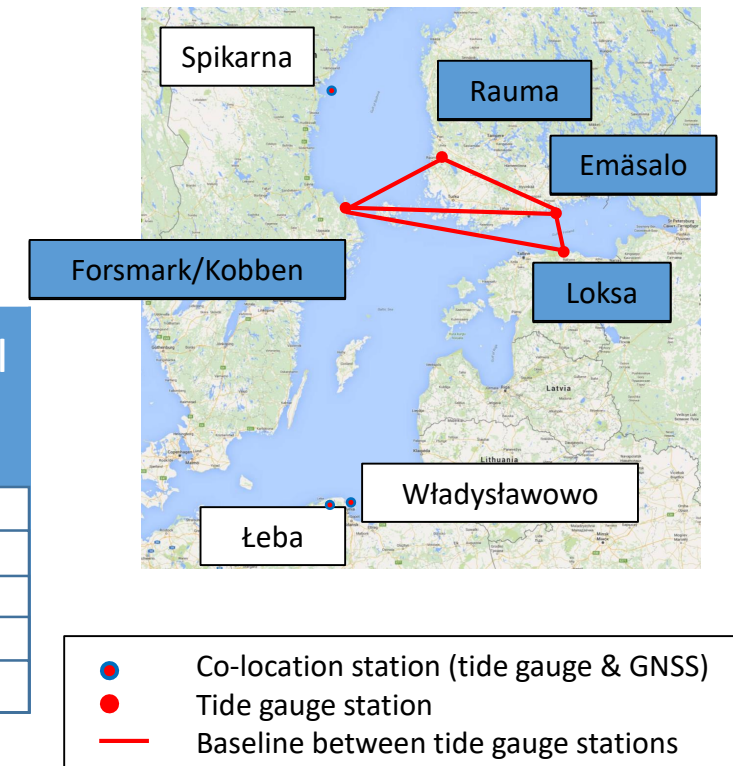 Spikarna
Rauma
Emäsalo
Forsmark/Kobben
Loksa
Latvia
Lithuania
Władysławowo
Łeba
Co-location station (tide gauge & GNSS)
Tide gauge station
Baseline between tide gauge stations